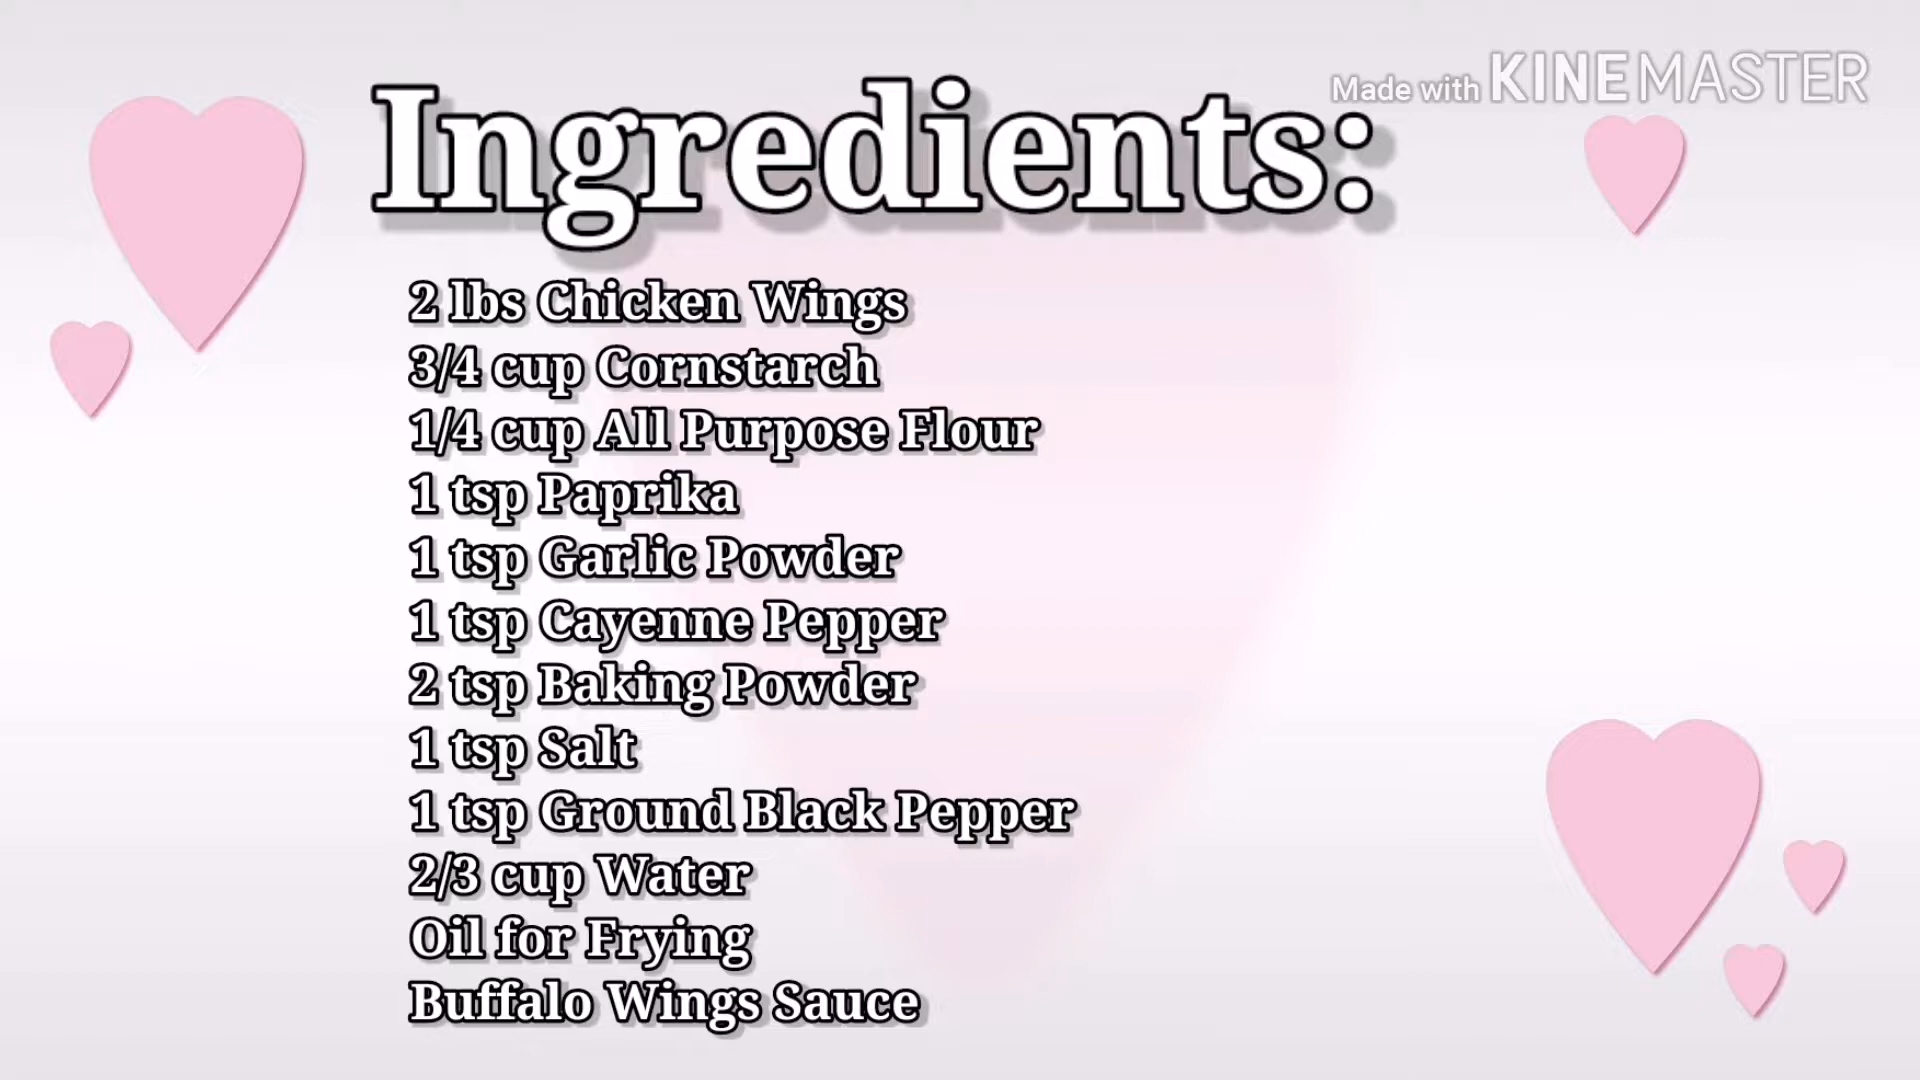 Made with KINEMASTER
Ingredients:
2 lbs Chicken Wings
3/4 cup Cornstarch
1/4 cup All Purpose Flour
1 tsp Paprika
1 tsp Garlic Powder
1 tsp Cayenne Pepper
2 tsp Baking Powder
1 tsp Salt
1 tsp Ground Black Pepper
2/3 cup Water
Oil for Frying
Buffalo Wings Sauce